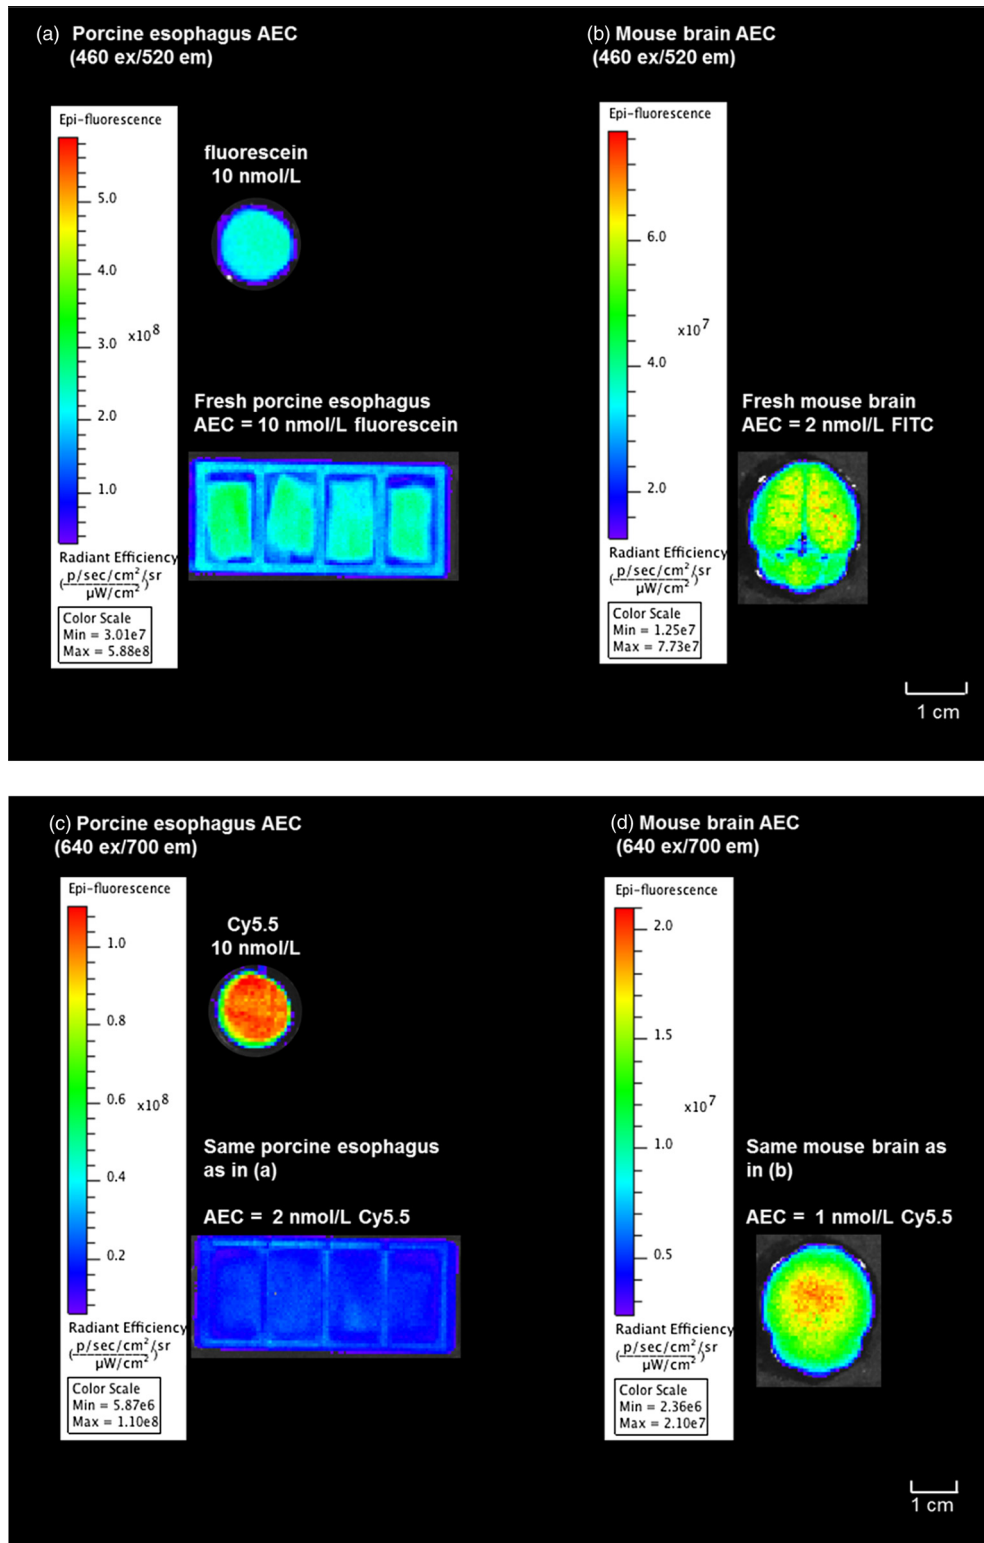 (a) Porcine esophagus AEC
(460 ex/520 em)
Epi-fluorescence
5.0
4.0
3.0
2.0
1.0
x10^8
Radiant Efficiency
(p/sec/cm²/sr
µW/cm²)
Color Scale
Min = 3.01e7
Max = 5.88e8
fluorescein
10 nmol/L
Fresh porcine esophagus
AEC = 10 nmol/L fluorescein
(b) Mouse brain AEC
(460 ex/520 em)
Epi-fluorescence
6.0
4.0
2.0
x10^7
Radiant Efficiency
(p/sec/cm²/sr
µW/cm²)
Color Scale
Min = 1.25e7
Max = 7.73e7
Fresh mouse brain
AEC = 2 nmol/L FITC
1 cm
(c) Porcine esophagus AEC
(640 ex/700 em)
Epi-fluorescence
1.0
0.8
0.6
0.4
0.2
x10^8
Radiant Efficiency
(p/sec/cm²/sr
µW/cm²)
Color Scale
Min = 5.87e6
Max = 1.10e8
Cy5.5
10 nmol/L
Same porcine esophagus
as in (a)
AEC = 2 nmol/L Cy5.5
(d) Mouse brain AEC
(640 ex/700 em)
Epi-fluorescence
2.0
1.5
1.0
0.5
x10^7
Radiant Efficiency
(p/sec/cm²/sr
µW/cm²)
Color Scale
Min = 2.36e6
Max = 2.10e7
Same mouse brain as
in (b)
AEC = 1 nmol/L Cy5.5
1 cm